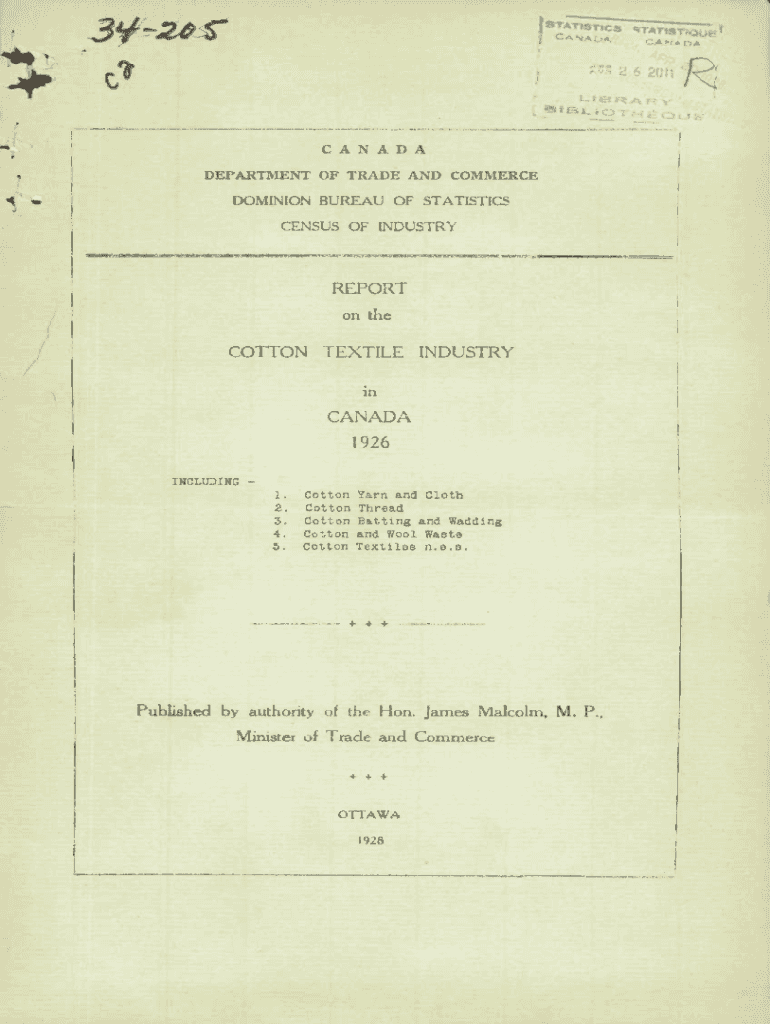 34-205
STATISTICS STATISTIQUE
CANADA CANADA
26 2011
R
LIBRARY
BIBLIOTHEQUE
CANADA
DEPARTMENT OF TRADE AND COMMERCE
DOMINION BUREAU OF STATISTICS
CENSUS OF INDUSTRY
REPORT
on the
COTTON TEXTILE INDUSTRY
in
CANADA
1926
INCLUDING -
1. Cotton Yarn and Cloth
2. Cotton Thread
3. Cotton Batting and Wadding
4. Cotton and Wool Waste
5. Cotton Textiles n.e.s.
+ + +
Published by authority of the Hon. James Malcolm, M. P.,
Minister of Trade and Commerce
+ + +
OTTAWA
1928